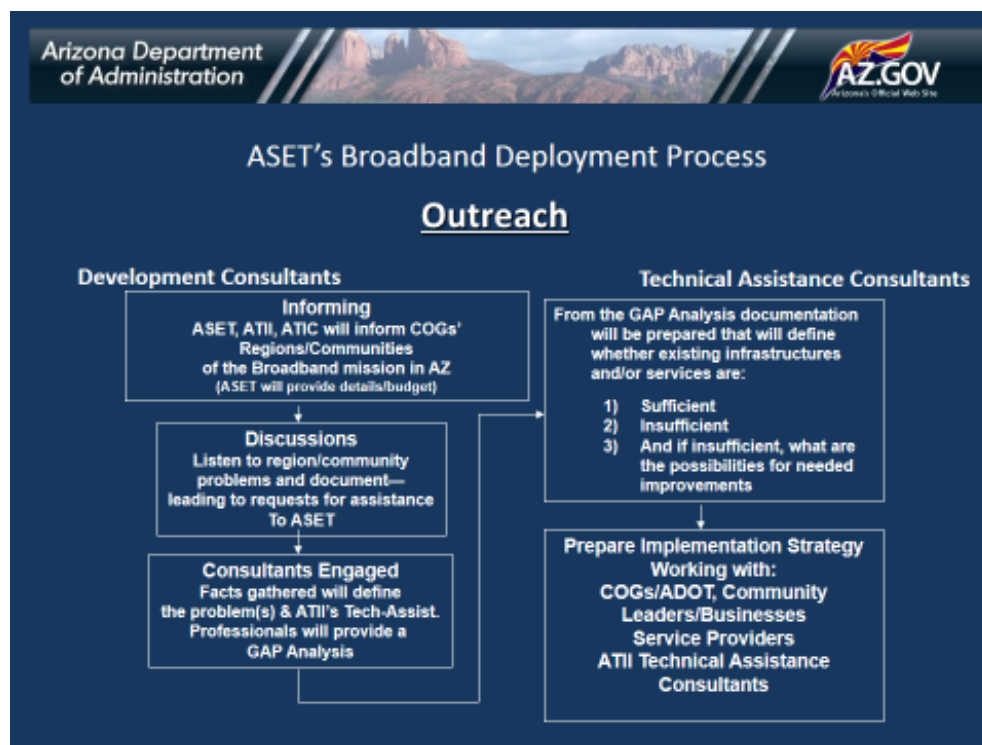 Arizona Department
of Administration
AZ.GOV
Arizona's Official Web Site
ASET's Broadband Deployment Process
Outreach
Development Consultants
Informing
ASET, ATII, ATIC will inform COGs'
Regions/Communities
of the Broadband mission in AZ
(ASET will provide details/budget)
Discussions
Listen to region/community
problems and document—
leading to requests for assistance
To ASET
Consultants Engaged
Facts gathered will define
the problem(s) & ATII's Tech-Assist.
Professionals will provide a
GAP Analysis
Technical Assistance Consultants
From the GAP Analysis documentation
will be prepared that will define
whether existing infrastructures
and/or services are:
1) Sufficient
2) Insufficient
3) And if insufficient, what are
the possibilities for needed
improvements
Prepare Implementation Strategy
Working with:
COGs/ADOT, Community
Leaders/Businesses
Service Providers
ATII Technical Assistance
Consultants